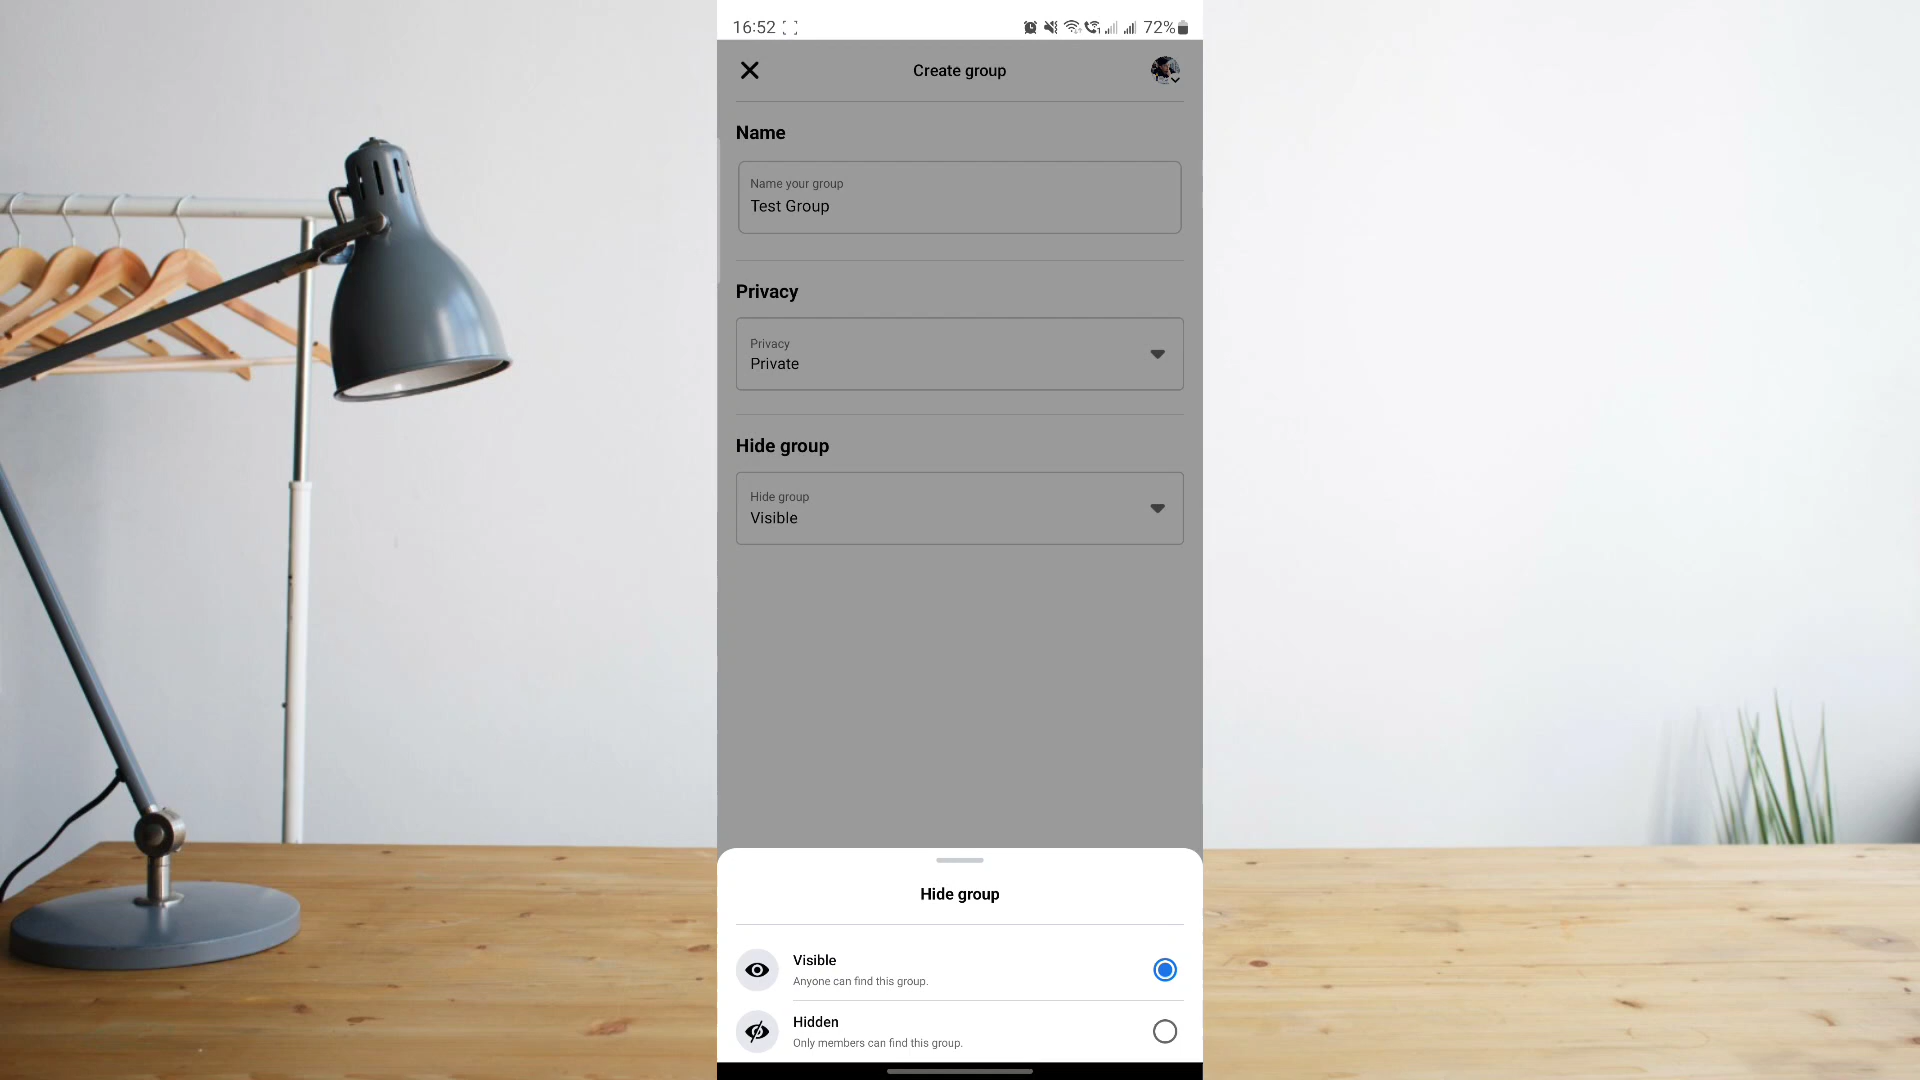 16:52
72%
Create group
Name
Name your group
Test Group
Privacy
Privacy
Private
Hide group
Hide group
Visible
Hide group
Visible
Anyone can find this group.
Hidden
Only members can find this group.